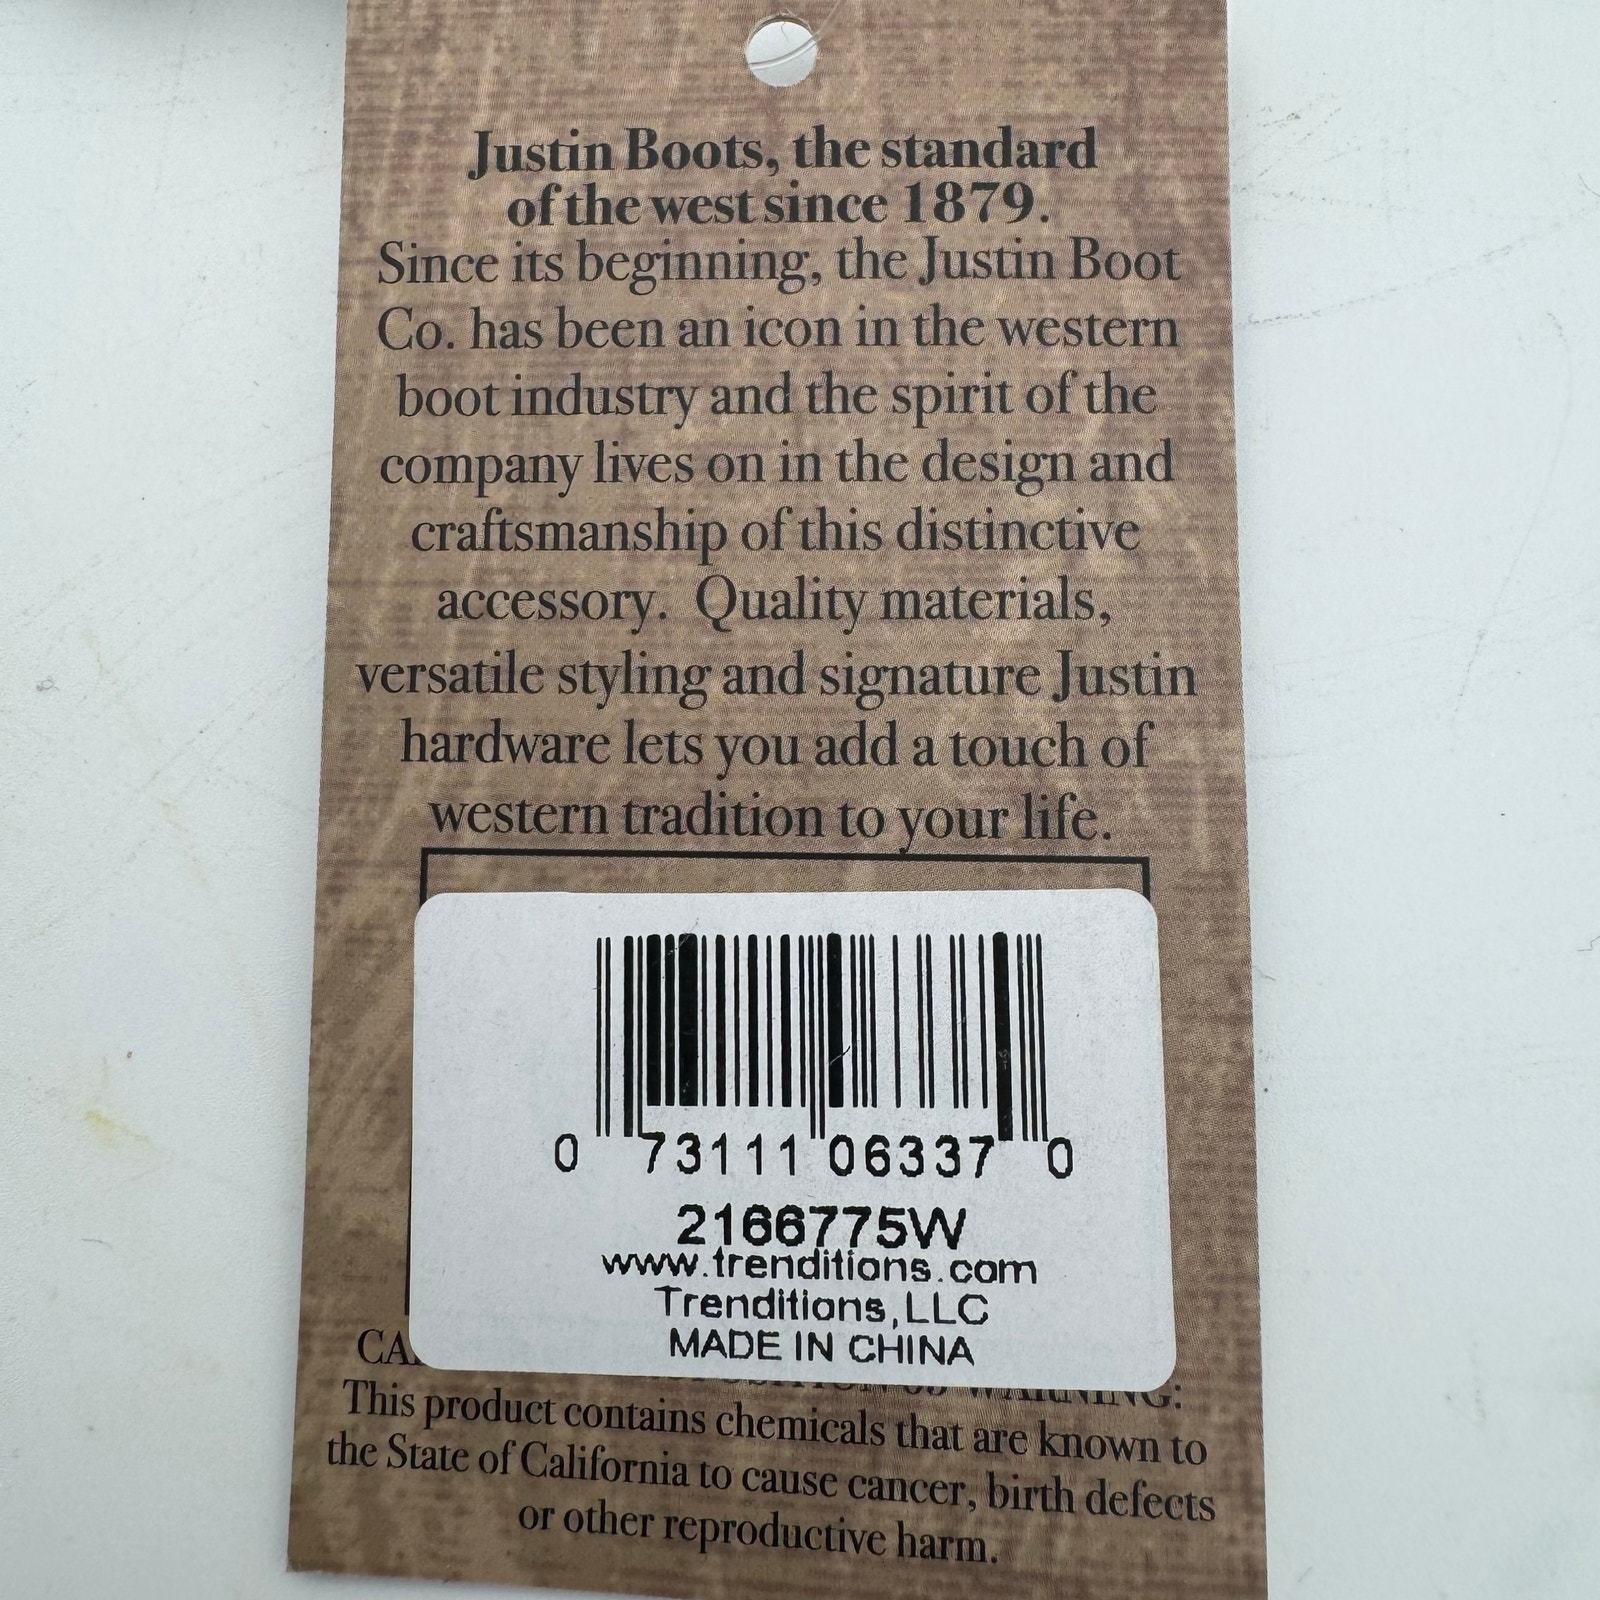 Justin Boots, the standard
of the west since 1879.
Since its beginning, the Justin Boot
Co. has been an icon in the western
boot industry and the spirit of the
company lives on in the design and
craftsmanship of this distinctive
accessory. Quality materials,
versatile styling and signature Justin
hardware lets you add a touch of
western tradition to your life.
0 73111 06337 0
2166775W
www.trenditions.com
Trenditions,LLC
MADE IN CHINA
WARNING:
This product contains chemicals that are known to
the State of California to cause cancer, birth defects
or other reproductive harm.